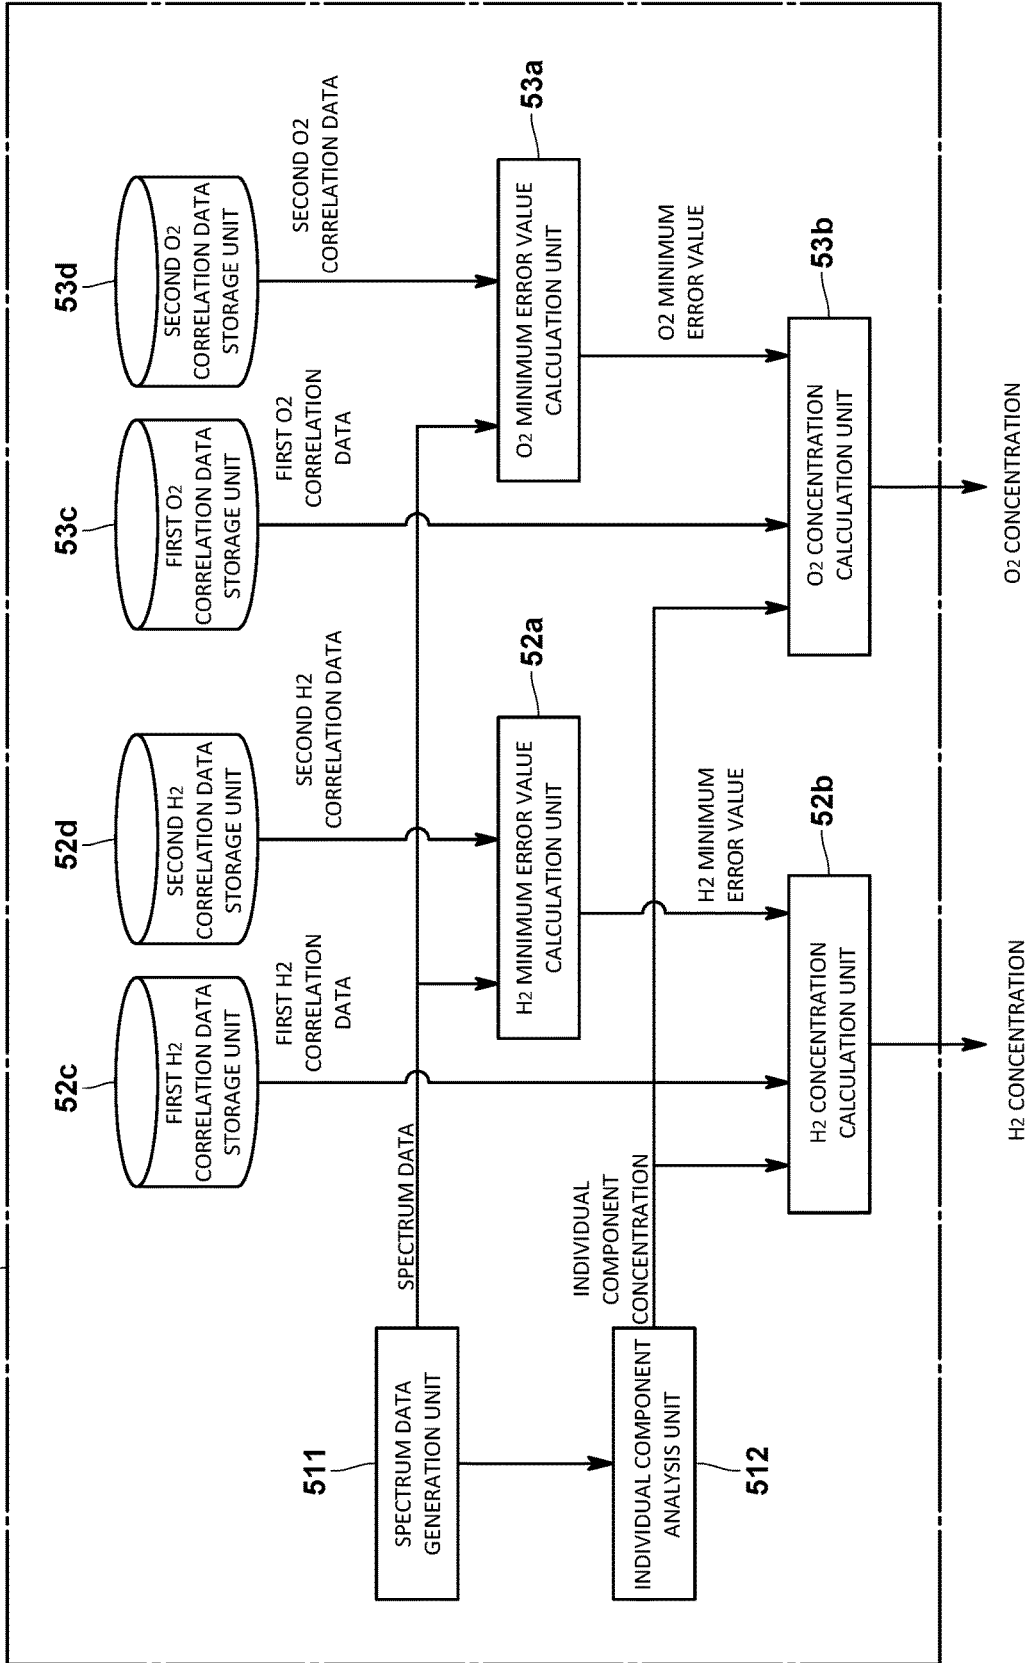 52c
FIRST H2
CORRELATION DATA
STORAGE UNIT
52d
SECOND H2
CORRELATION DATA
STORAGE UNIT
53c
FIRST O2
CORRELATION DATA
STORAGE UNIT
53d
SECOND O2
CORRELATION DATA
STORAGE UNIT
FIRST H2
CORRELATION
DATA
SECOND H2
CORRELATION DATA
FIRST O2
CORRELATION
DATA
SECOND O2
CORRELATION DATA
511
SPECTRUM DATA
GENERATION UNIT
SPECTRUM DATA
52a
H2 MINIMUM ERROR VALUE
CALCULATION UNIT
53a
O2 MINIMUM ERROR VALUE
CALCULATION UNIT
INDIVIDUAL
COMPONENT
CONCENTRATION
INDIVIDUAL COMPONENT
ANALYSIS UNIT
512
H2 MINIMUM
ERROR VALUE
O2 MINIMUM
ERROR VALUE
52b
H2 CONCENTRATION
CALCULATION UNIT
53b
O2 CONCENTRATION
CALCULATION UNIT
H2 CONCENTRATION
O2 CONCENTRATION